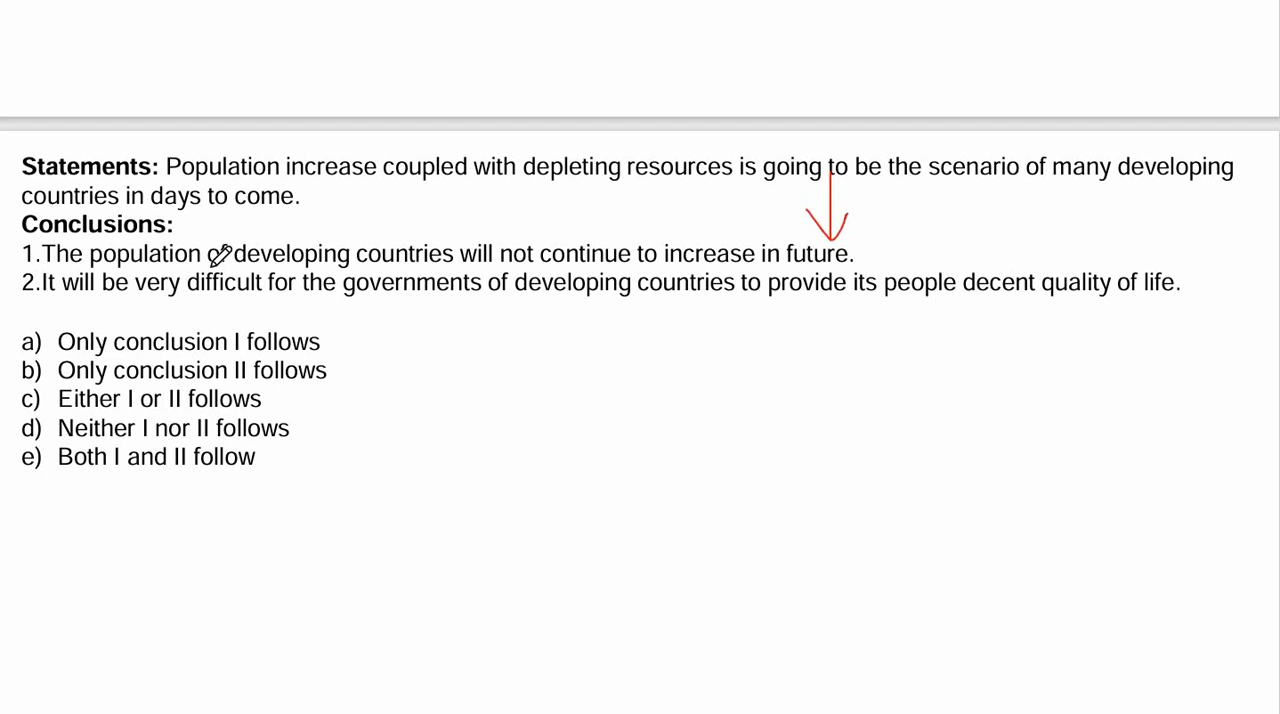 Statements: Population increase coupled with depleting resources is going to be the scenario of many developing
countries in days to come.
Conclusions:
1.The population of developing countries will not continue to increase in future.
2.It will be very difficult for the governments of developing countries to provide its people decent quality of life.
a) Only conclusion I follows
b) Only conclusion II follows
c) Either I or II follows
d) Neither I nor II follows
e) Both I and II follow